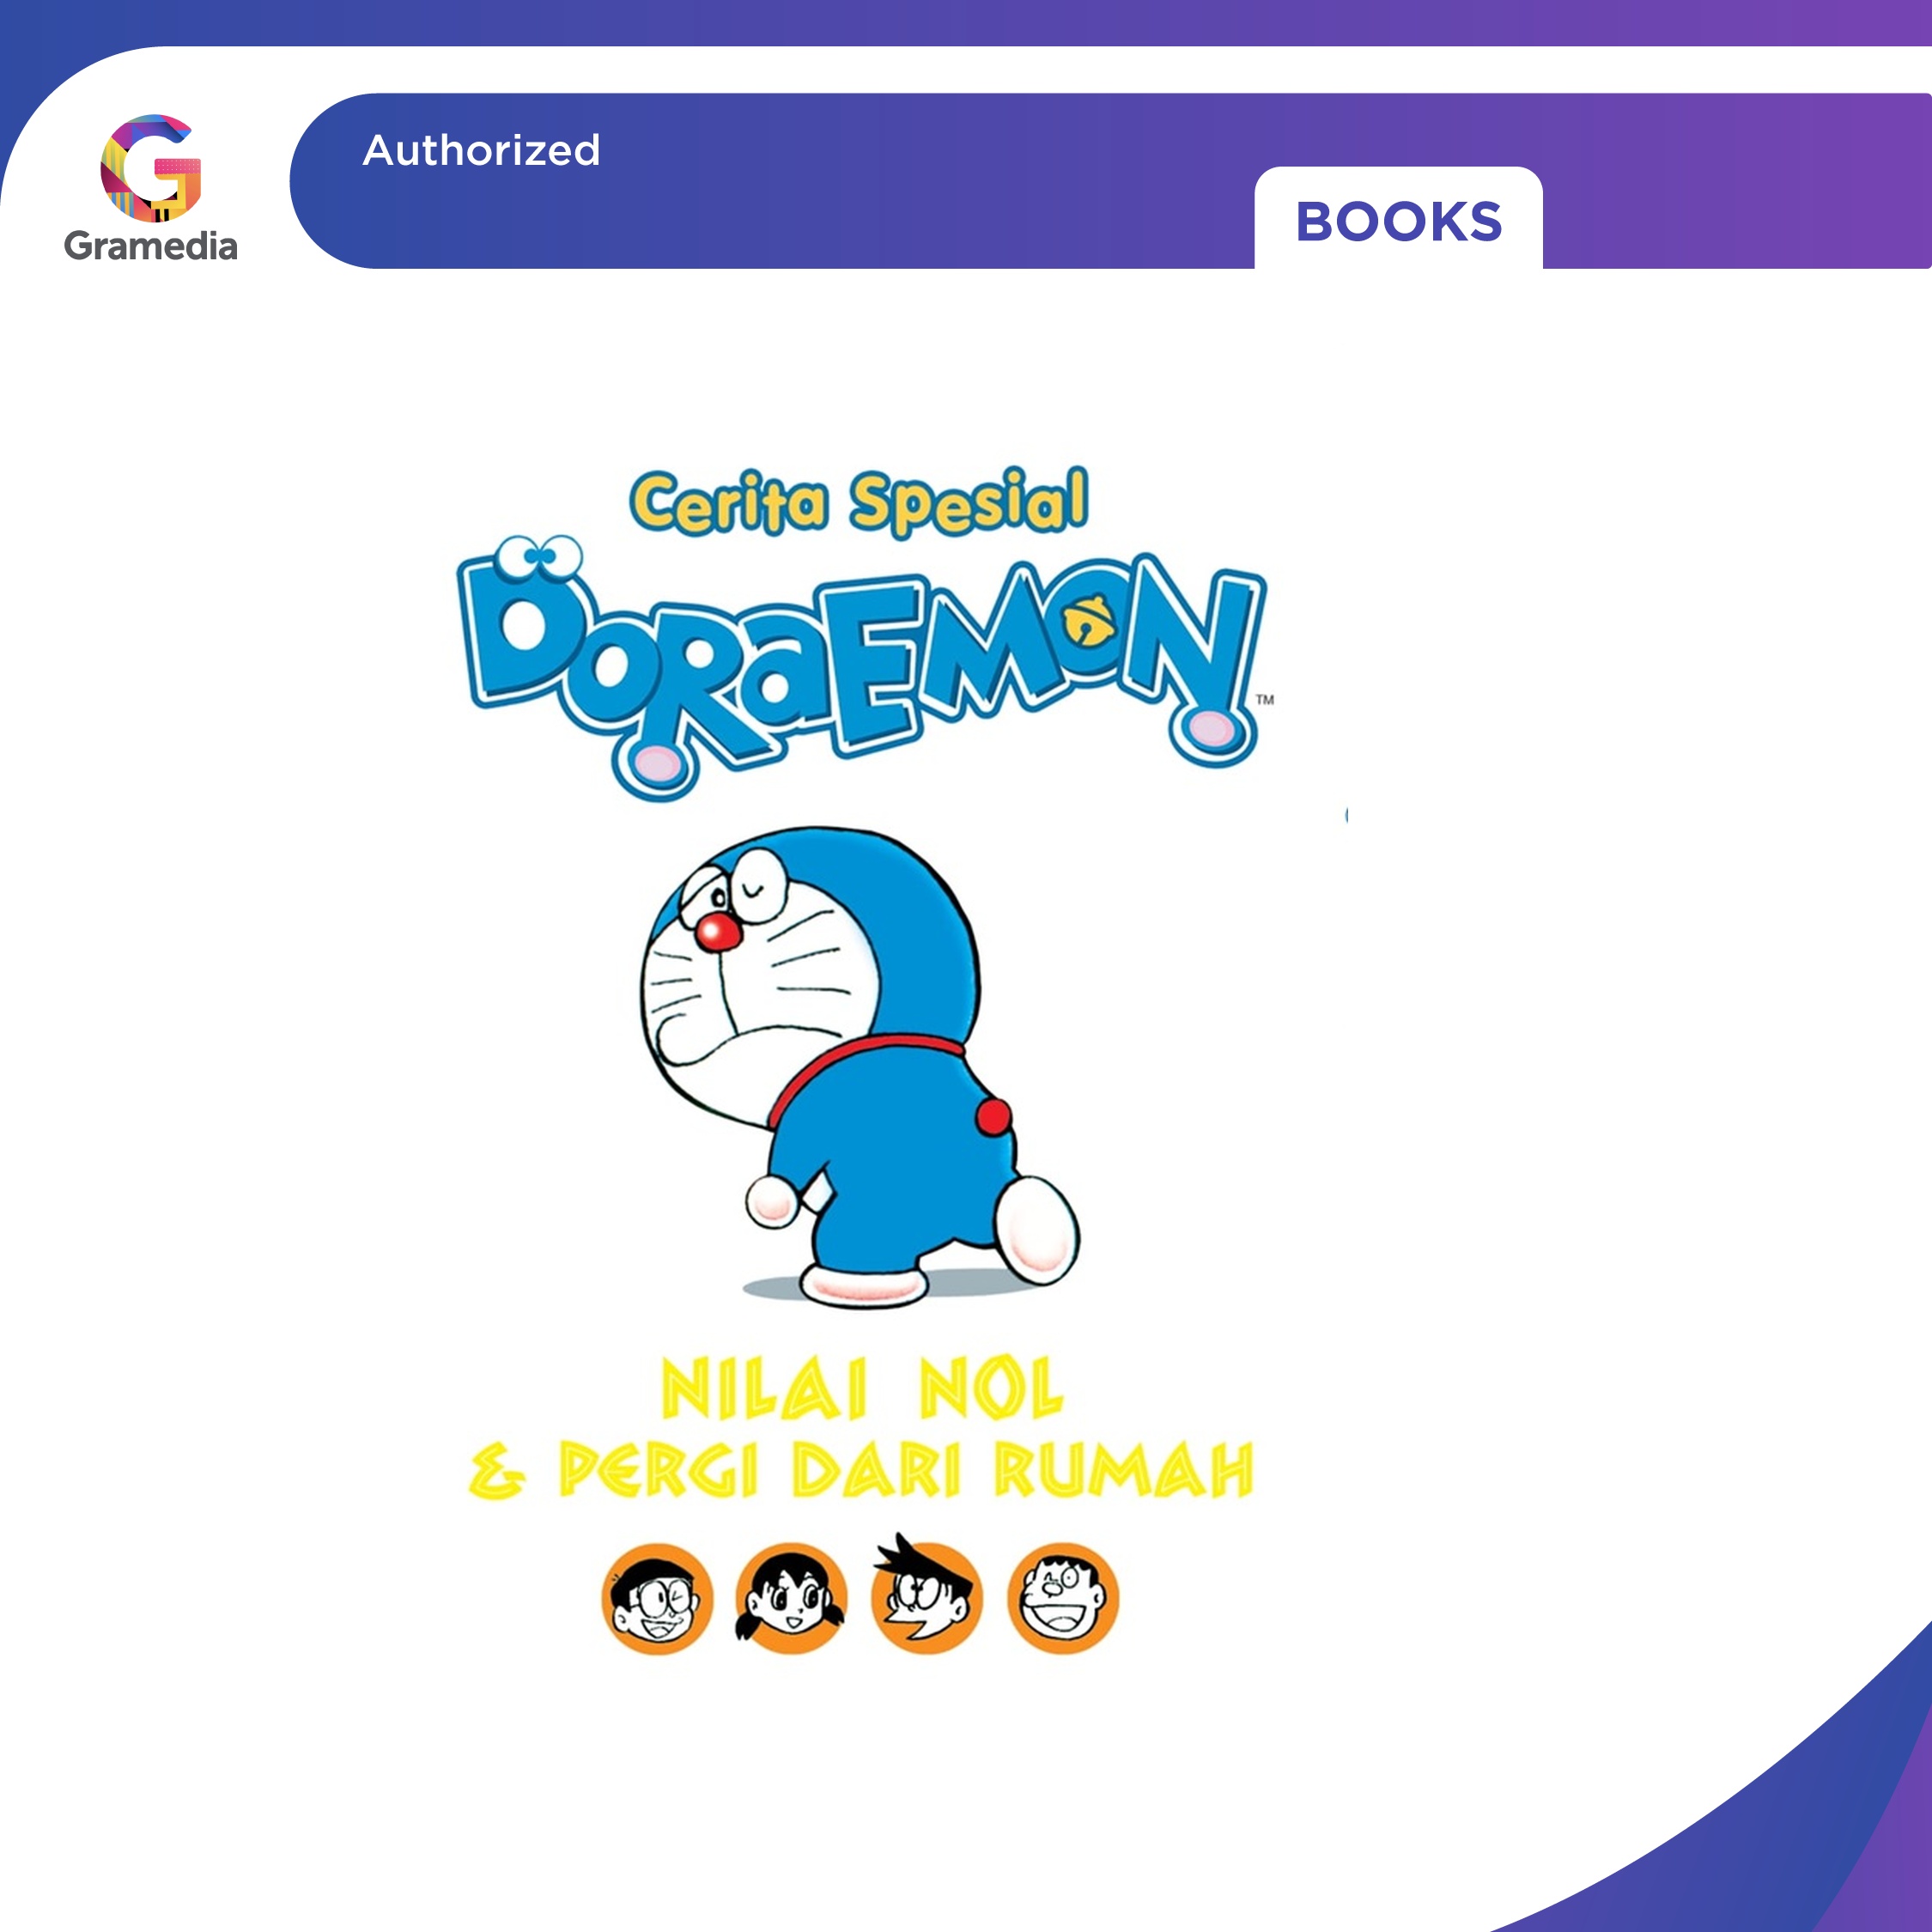 Gramedia
Authorized
BOOKS
Cerita Spesial
DORAEMON
TM
NILAI NOL
& PERGI DARI RUMAH